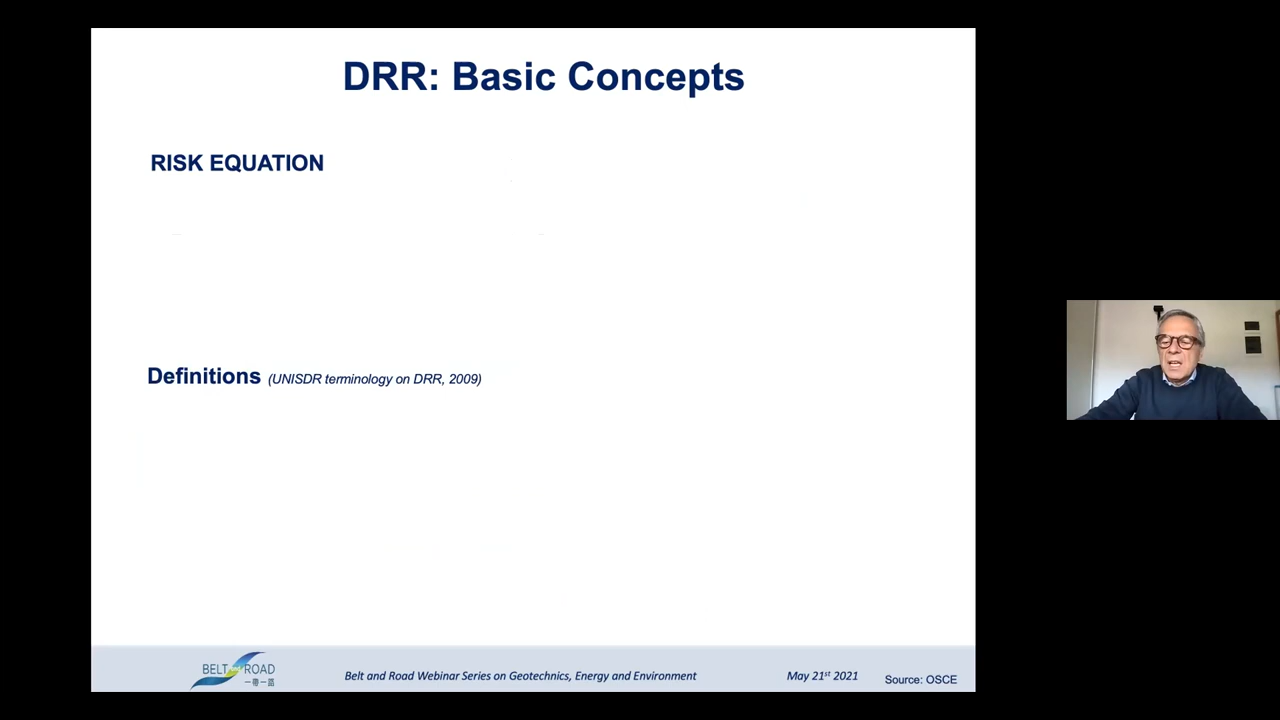 DRR: Basic Concepts
RISK EQUATION
Definitions (UNISDR terminology on DRR, 2009)
BELT ROAD
一帶一路
Belt and Road Webinar Series on Geotechnics, Energy and Environment
May 21st 2021
Source: OSCE